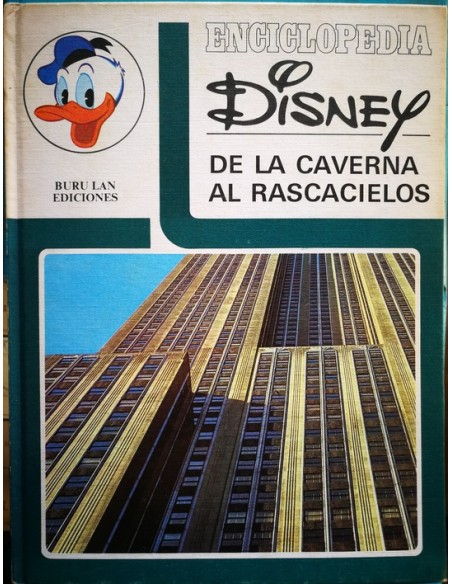 ENCICLOPEDIA
DISNEY
DE LA CAVERNA
AL RASCACIELOS
BURU LAN
EDICIONES